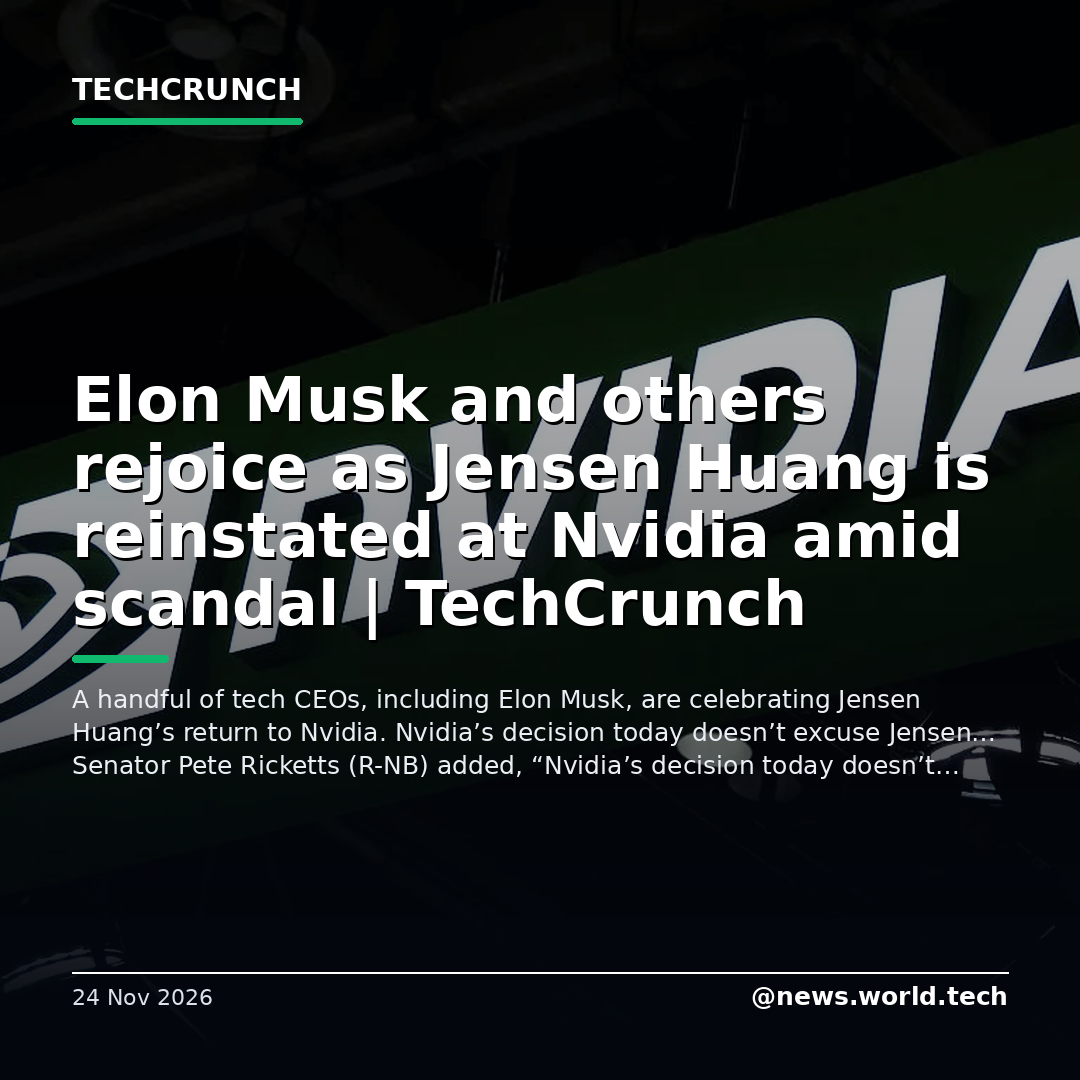 TECHCRUNCH
NVIDIA
Elon Musk and others
rejoice as Jensen Huang is
reinstated at Nvidia amid
scandal | TechCrunch
A handful of tech CEOs, including Elon Musk, are celebrating Jensen
Huang’s return to Nvidia. Nvidia’s decision today doesn’t excuse Jensen…
Senator Pete Ricketts (R-NB) added, “Nvidia’s decision today doesn’t…
24 Nov 2026
@news.world.tech